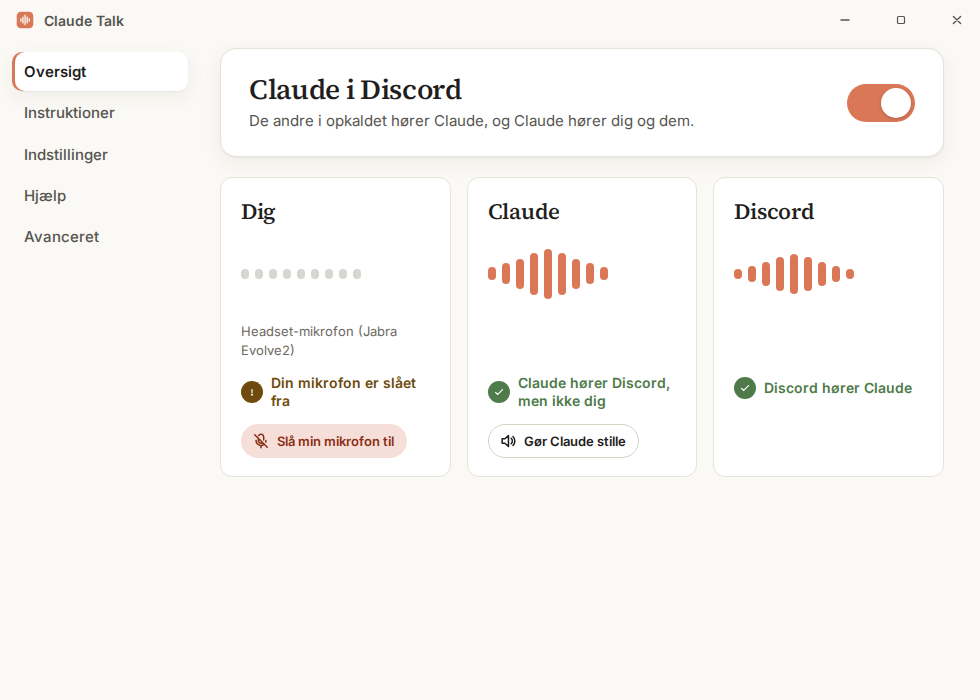 Claude Talk
Oversigt
Instruktioner
Indstillinger
Hjælp
Avanceret
Claude i Discord
De andre i opkaldet hører Claude, og Claude hører dig og dem.
Dig
Headset-mikrofon (Jabra
Evolve2)
Din mikrofon er slået
fra
Slå min mikrofon til
Claude
Claude hører Discord,
men ikke dig
Gør Claude stille
Discord
Discord hører Claude